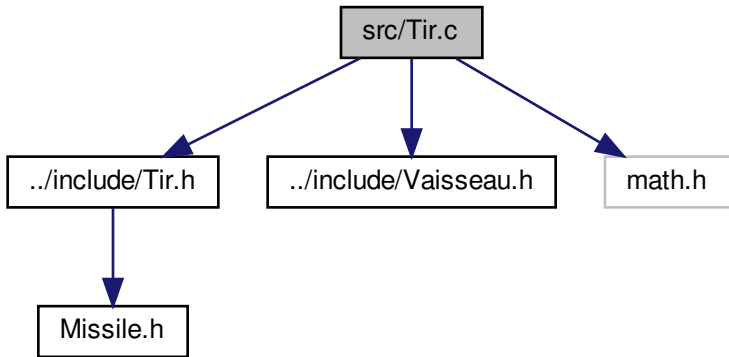 src/Tir.c
../include/Tir.h
../include/Vaisseau.h
math.h
Missile.h